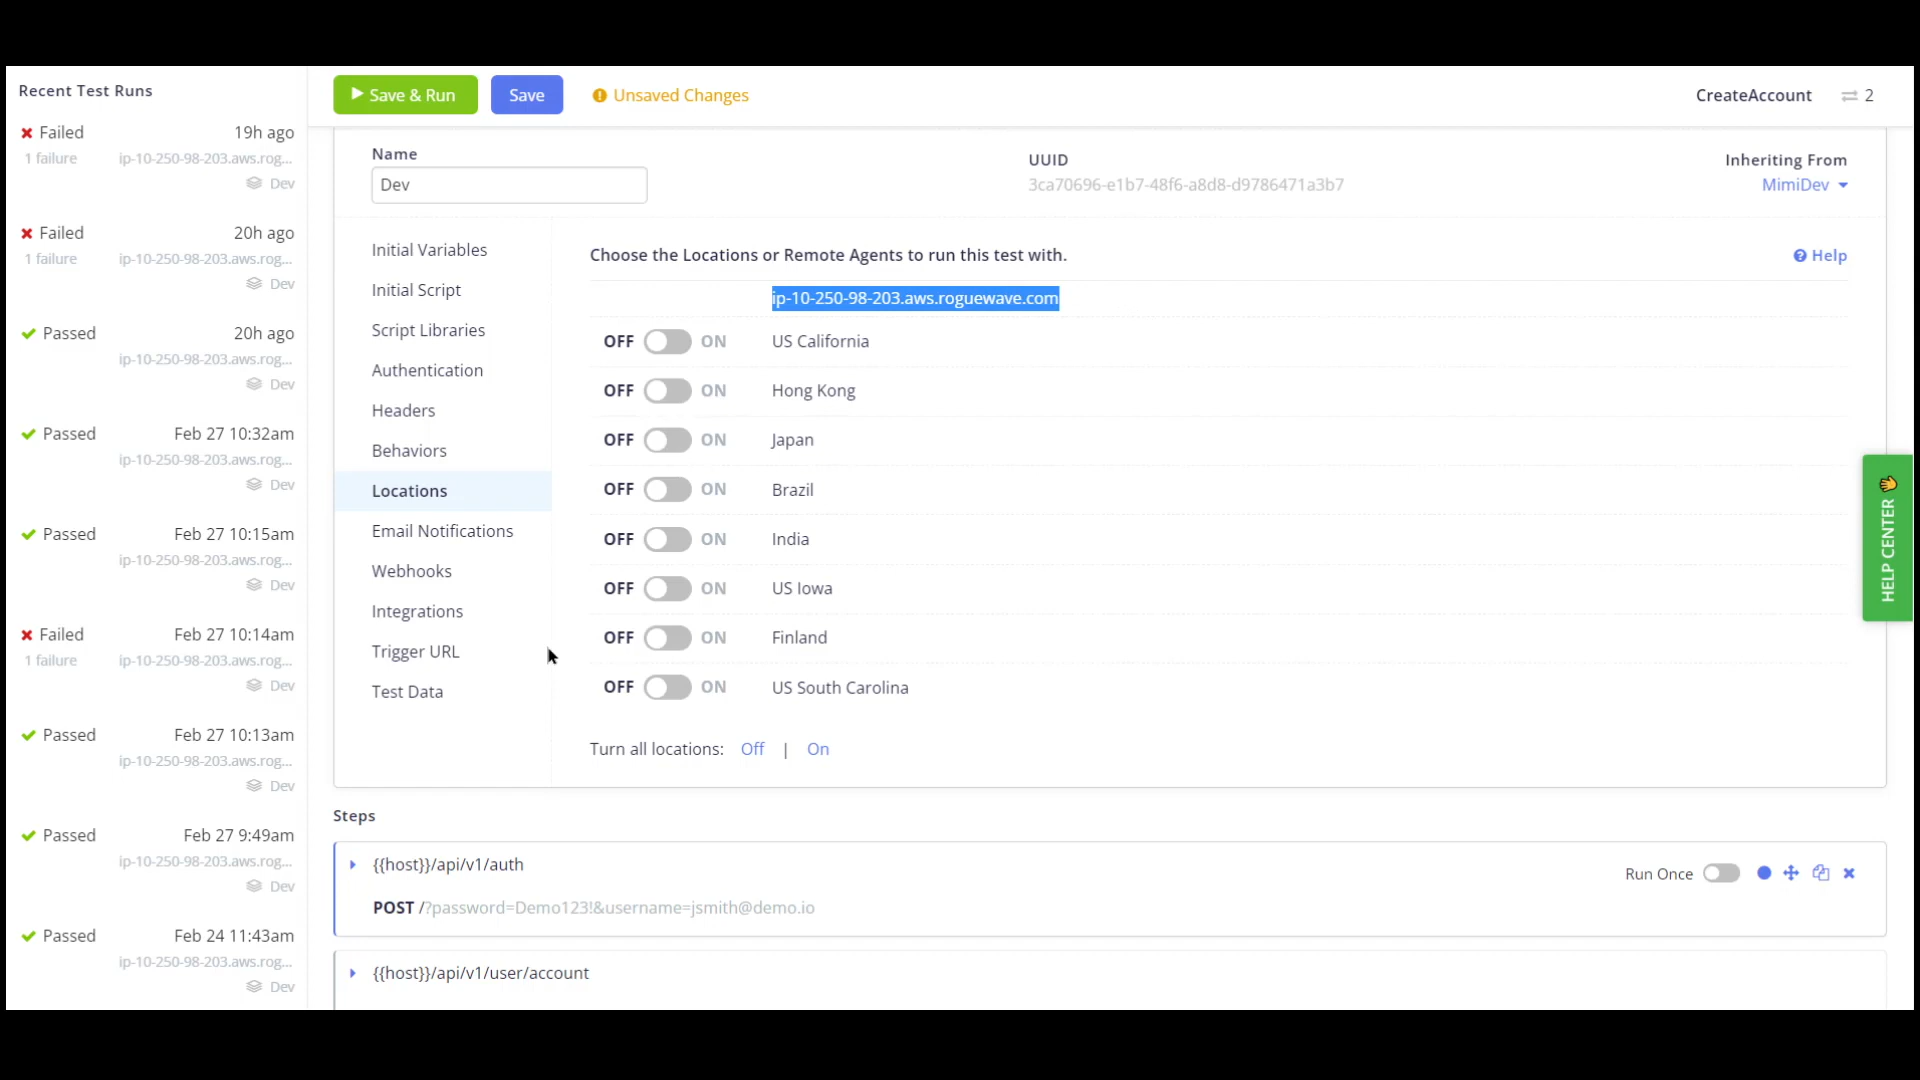 Recent Test Runs
Failed 19h ago
1 failure ip-10-250-98-203.aws.rog...
Dev
Failed 20h ago
1 failure ip-10-250-98-203.aws.rog...
Dev
Passed 20h ago
ip-10-250-98-203.aws.rog...
Dev
Passed Feb 27 10:32am
ip-10-250-98-203.aws.rog...
Dev
Passed Feb 27 10:15am
ip-10-250-98-203.aws.rog...
Dev
Failed Feb 27 10:14am
1 failure ip-10-250-98-203.aws.rog...
Dev
Passed Feb 27 10:13am
ip-10-250-98-203.aws.rog...
Dev
Passed Feb 27 9:49am
ip-10-250-98-203.aws.rog...
Dev
Passed Feb 24 11:43am
ip-10-250-98-203.aws.rog...
Dev
Save & Run Save Unsaved Changes CreateAccount 2
Name
Dev
UUID
3ca70696-e1b7-48f6-a8d8-d9786471a3b7
Inheriting From
MimiDev
Initial Variables
Initial Script
Script Libraries
Authentication
Headers
Behaviors
Locations
Email Notifications
Webhooks
Integrations
Trigger URL
Test Data
Choose the Locations or Remote Agents to run this test with. Help
ip-10-250-98-203.aws.roguewave.com
OFF ON US California
OFF ON Hong Kong
OFF ON Japan
OFF ON Brazil
OFF ON India
OFF ON US Iowa
OFF ON Finland
OFF ON US South Carolina
Turn all locations: Off | On
HELP CENTER
Steps
{{host}}/api/v1/auth
Run Once
POST /?password=Demo123!&username=jsmith@demo.io
{{host}}/api/v1/user/account